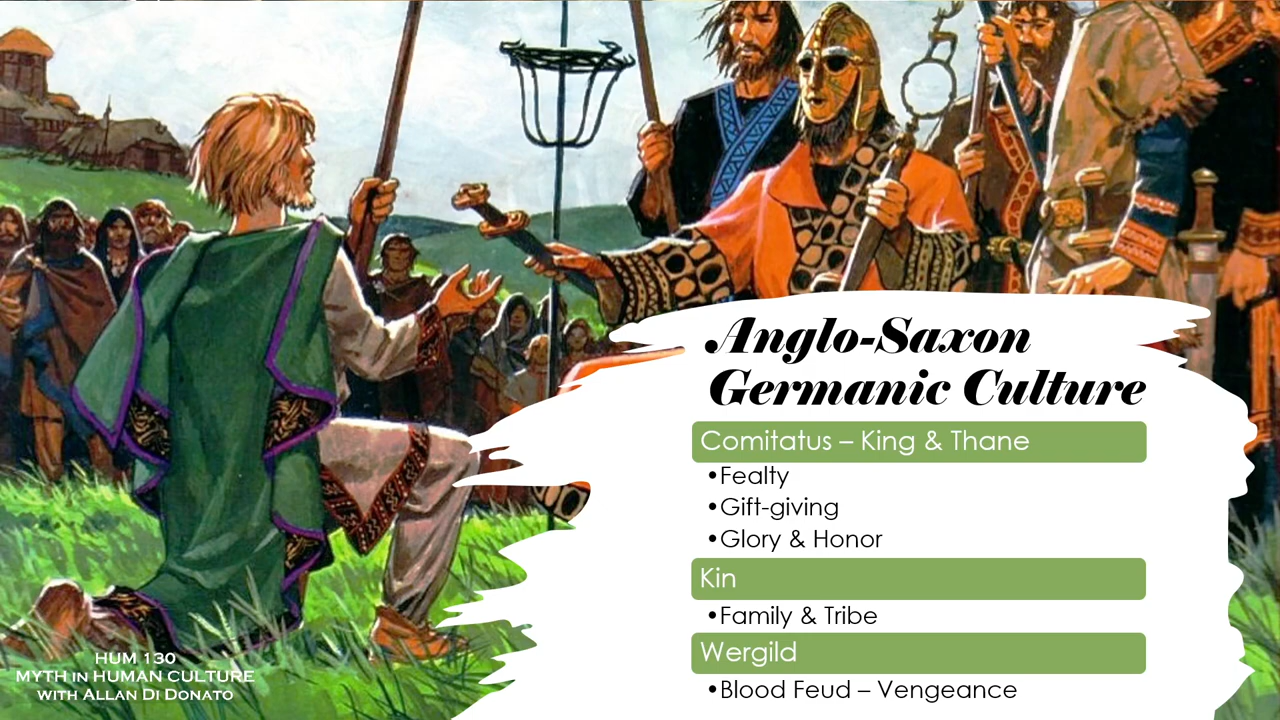 Anglo-Saxon
Germanic Culture
Comitatus – King & Thane
•Fealty
•Gift-giving
•Glory & Honor
Kin
•Family & Tribe
Wergild
•Blood Feud – Vengeance
HUM 130
MYTH in HUMAN CULTURE
WITH ALLAN DI DONATO